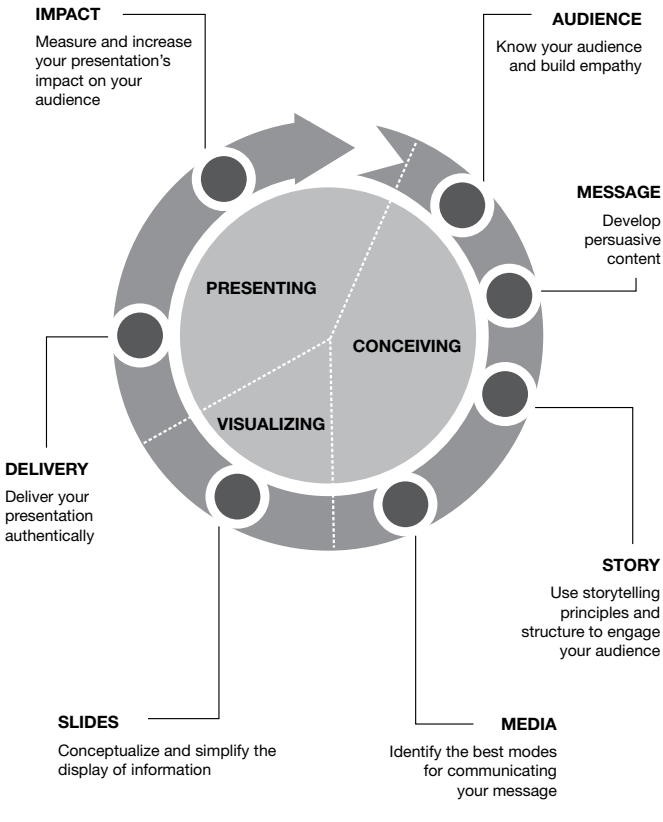 IMPACT
Measure and increase
your presentation's
impact on your
audience
AUDIENCE
Know your audience
and build empathy
MESSAGE
Develop
persuasive
content
PRESENTING
CONCEIVING
VISUALIZING
DELIVERY
Deliver your
presentation
authentically
STORY
Use storytelling
principles and
structure to engage
your audience
SLIDES
Conceptualize and simplify the
display of information
MEDIA
Identify the best modes
for communicating
your message